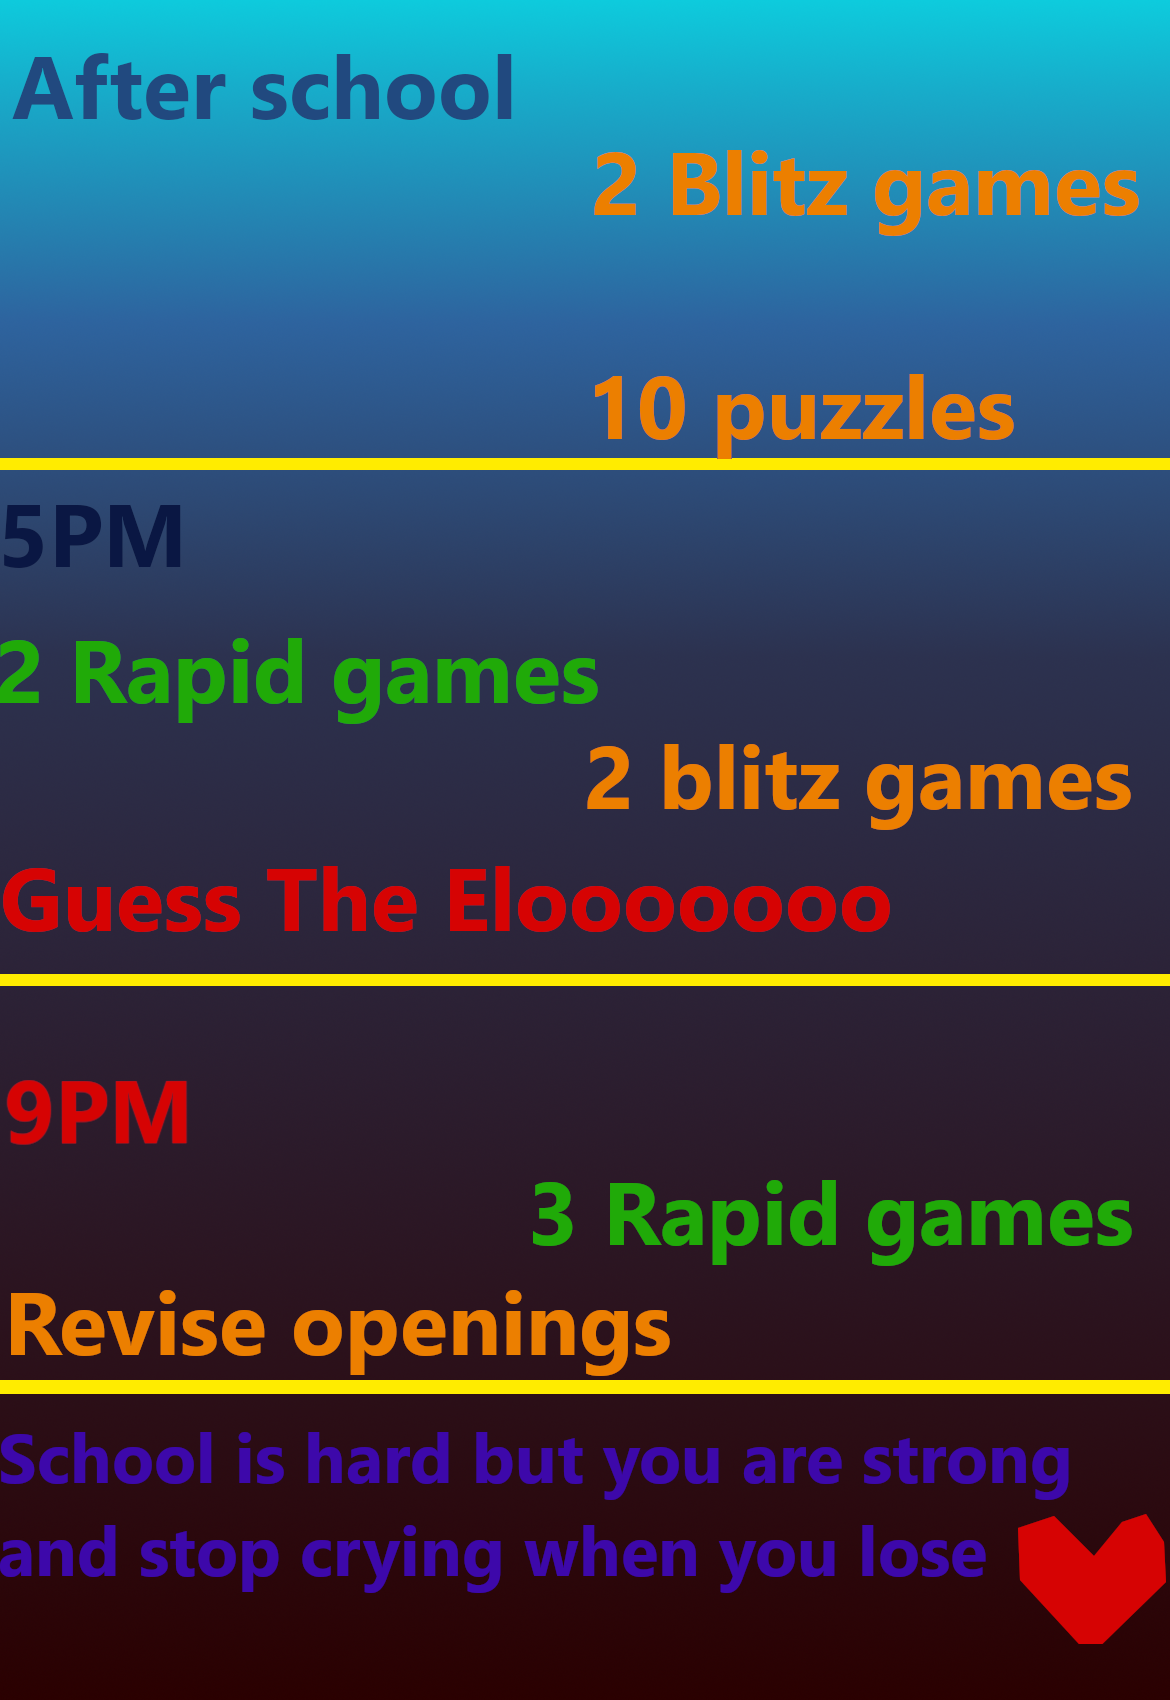 After school
2 Blitz games
10 puzzles
5PM
2 Rapid games
2 blitz games
Guess The Elooooooo
9PM
3 Rapid games
Revise openings
School is hard but you are strong
and stop crying when you lose